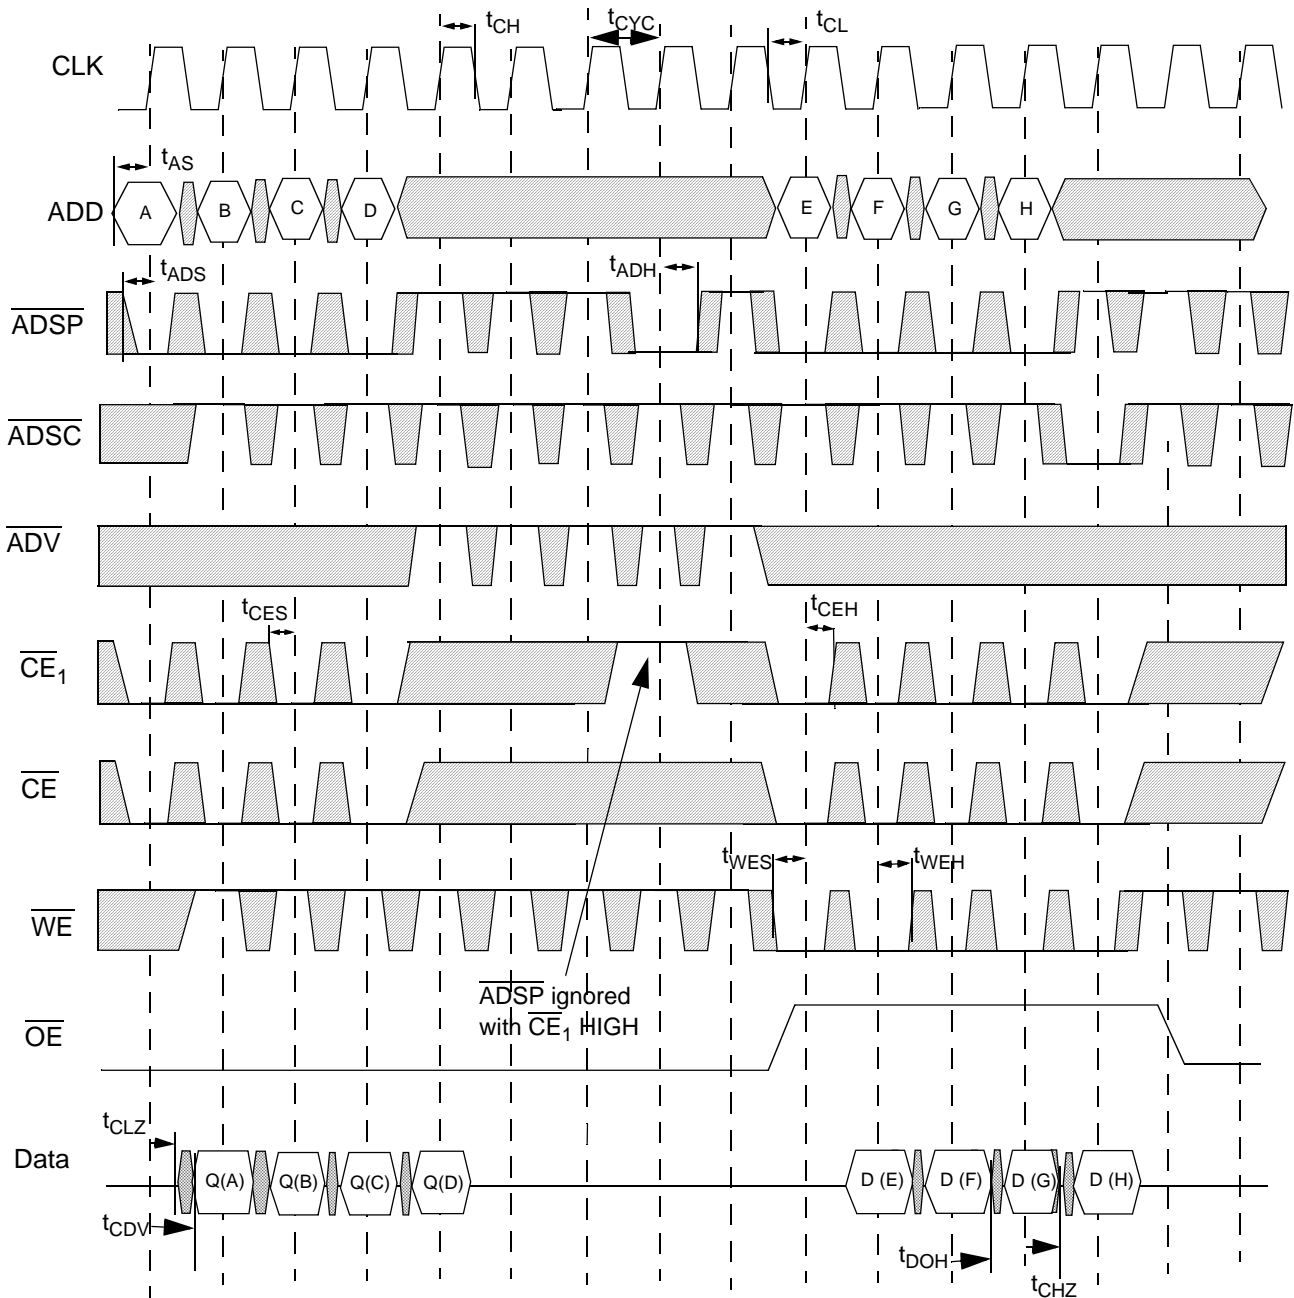 tCH
tCYC
tCL
CLK
tAS
ADD
A
B
C
D
E
F
G
H
tADS
tADH
ADSP
ADSC
ADV
tCES
tCEH
CE1
CE
tWES
tWEH
WE
ADSP ignored
with CE1 HIGH
OE
tCLZ
Data
Q(A)
Q(B)
Q(C)
Q(D)
D (E)
D (F)
D (G)
D (H)
tCDV
tDOH
tCHZ